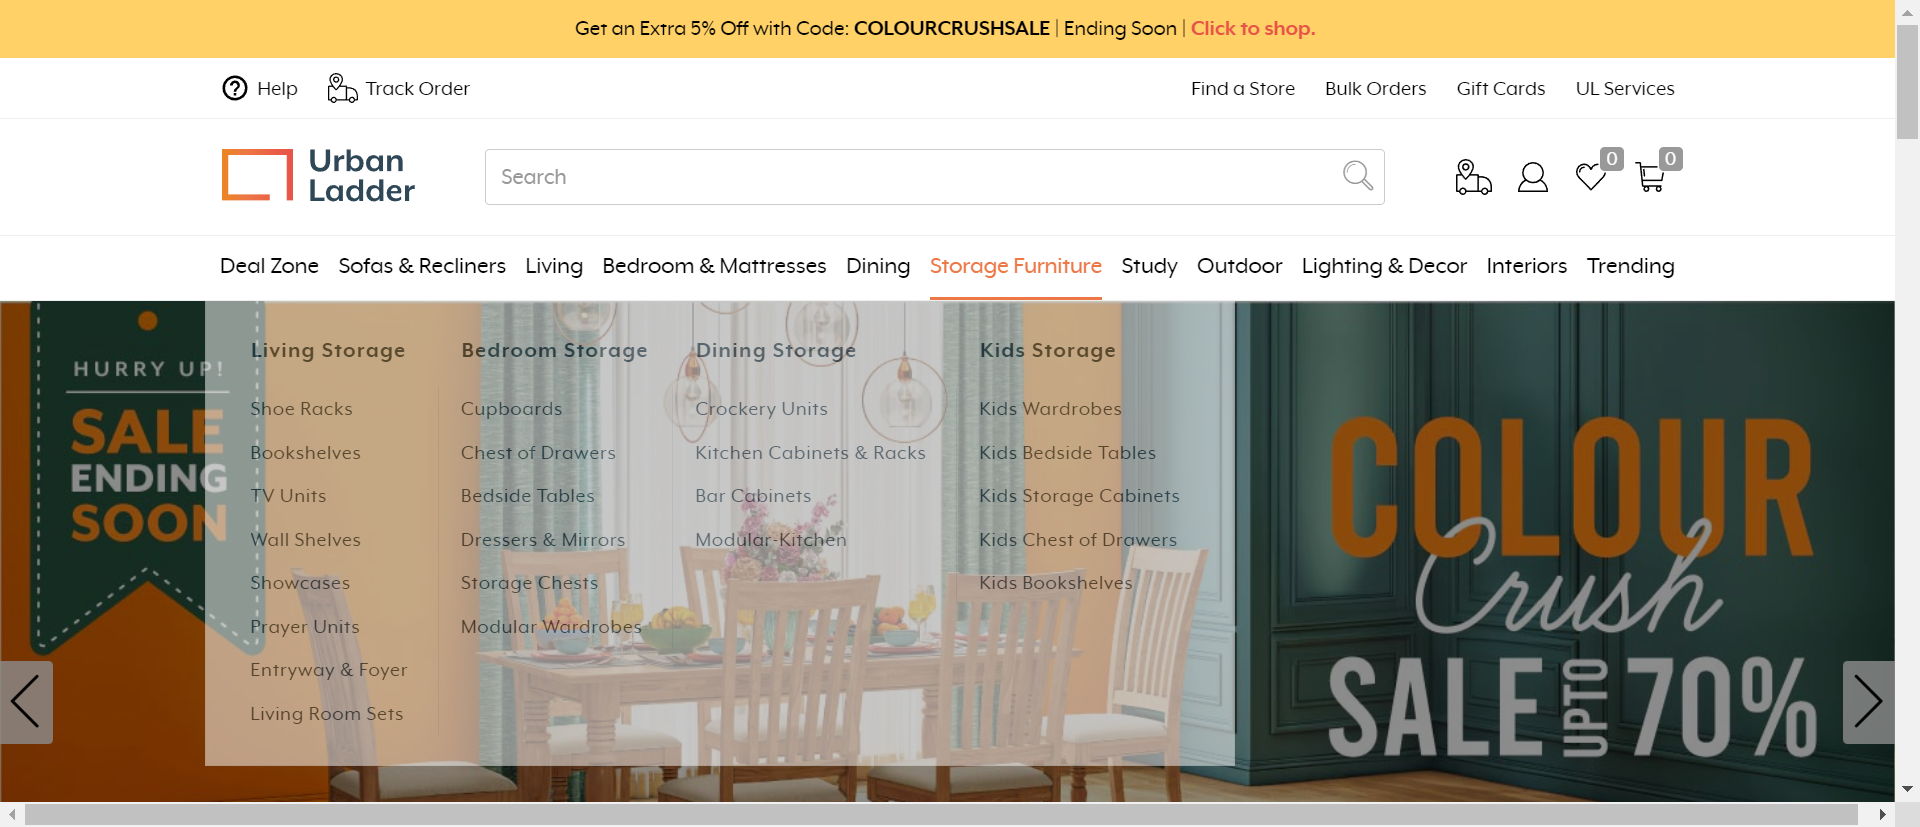 Get an Extra 5% Off with Code: COLOURCRUSHSALE | Ending Soon | Click to shop.
Help
Track Order
Find a Store
Bulk Orders
Gift Cards
UL Services
Urban
Ladder
Search
0
0
Deal Zone
Sofas & Recliners
Living
Bedroom & Mattresses
Dining
Storage Furniture
Study
Outdoor
Lighting & Decor
Interiors
Trending
HURRY UP!
SALE
ENDING
SOON
Living Storage
Shoe Racks
Bookshelves
TV Units
Wall Shelves
Showcases
Prayer Units
Entryway & Foyer
Living Room Sets
Bedroom Storage
Cupboards
Chest of Drawers
Bedside Tables
Dressers & Mirrors
Storage Chests
Modular Wardrobes
Dining Storage
Crockery Units
Kitchen Cabinets & Racks
Bar Cabinets
Modular-Kitchen
Kids Storage
Kids Wardrobes
Kids Bedside Tables
Kids Storage Cabinets
Kids Chest of Drawers
Kids Bookshelves
COLOUR
Crush
SALE UPTO 70%